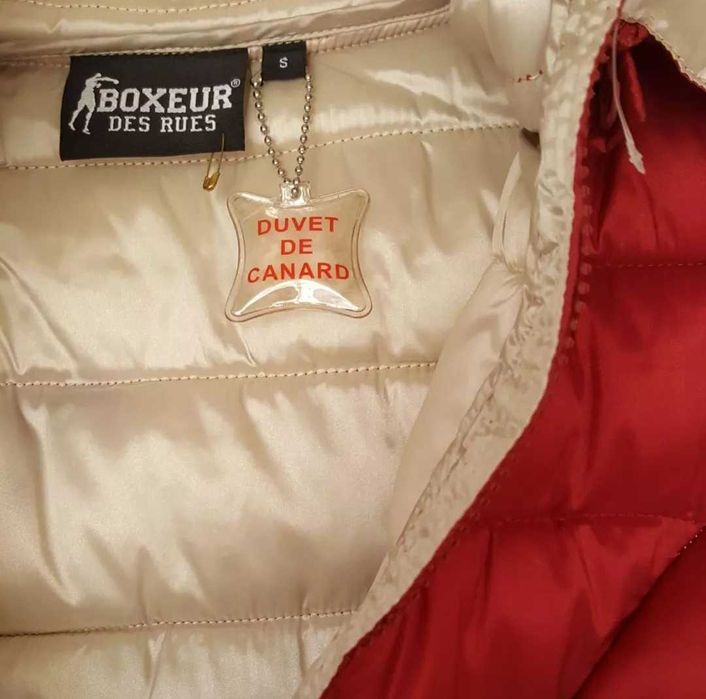 BOXEUR®
DES RUES
S
DUVET
DE
CANARD